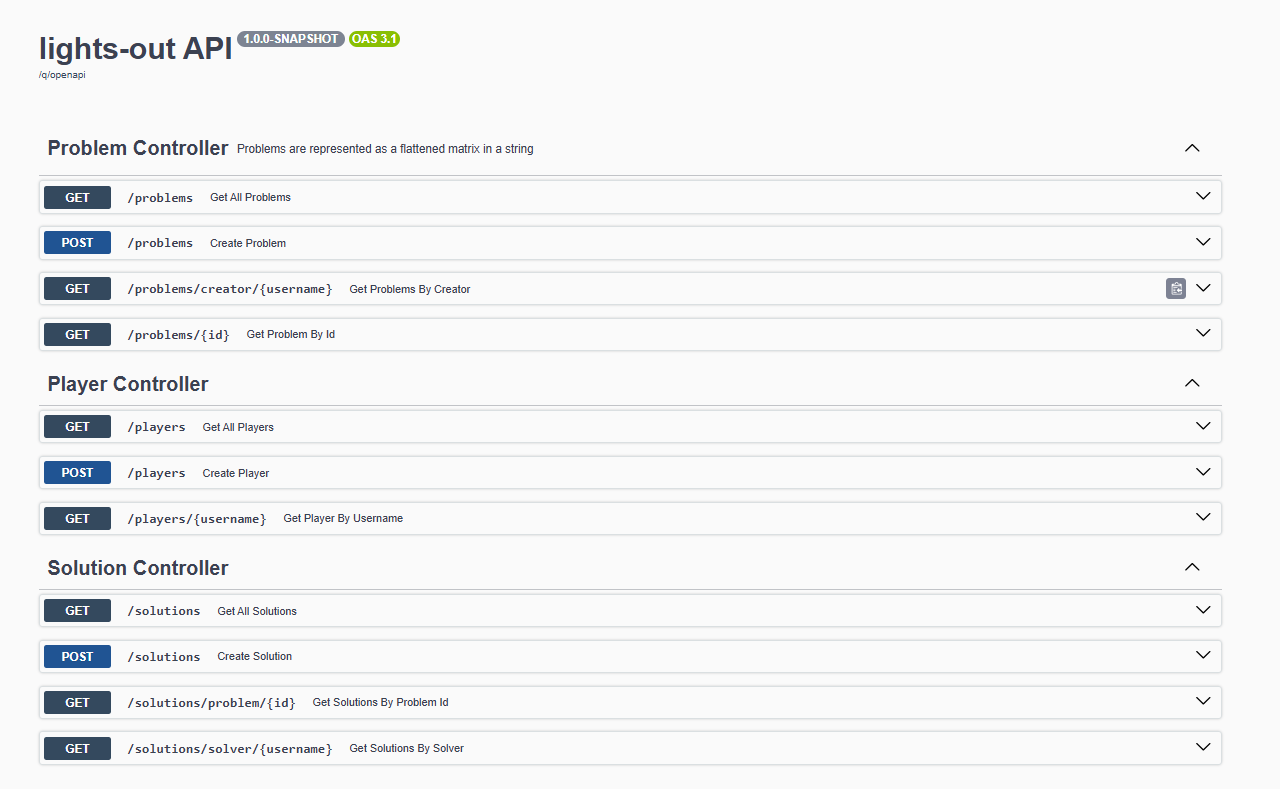 lights-out API 1.0.0-SNAPSHOT OAS 3.1
/q/openapi
Problem Controller Problems are represented as a flattened matrix in a string
GET /problems Get All Problems
POST /problems Create Problem
GET /problems/creator/{username} Get Problems By Creator
GET /problems/{id} Get Problem By Id
Player Controller
GET /players Get All Players
POST /players Create Player
GET /players/{username} Get Player By Username
Solution Controller
GET /solutions Get All Solutions
POST /solutions Create Solution
GET /solutions/problem/{id} Get Solutions By Problem Id
GET /solutions/solver/{username} Get Solutions By Solver